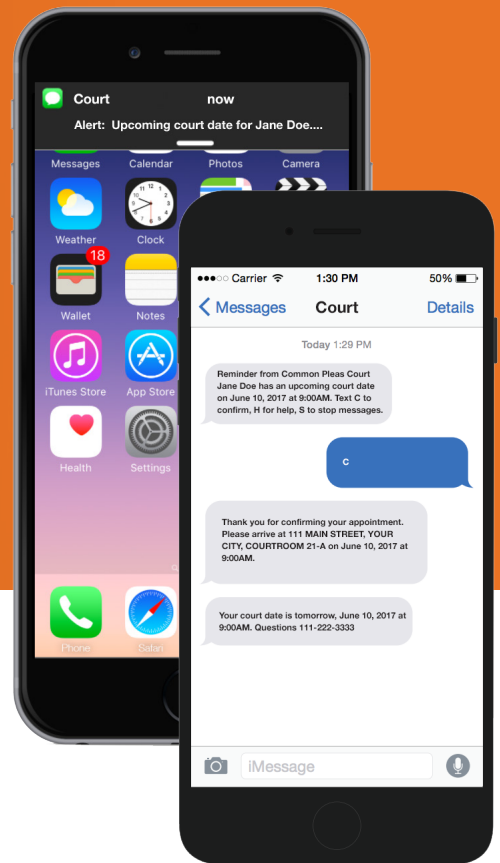 Court now
Alert: Upcoming court date for Jane Doe....
Messages Calendar Photos Camera
Weather Clock
18
Wallet Notes
iTunes Store App Store
Health Settings
Phone Safari
Carrier 1:30 PM 50%
Messages Court Details
Today 1:29 PM
Reminder from Common Pleas Court
Jane Doe has an upcoming court date
on June 10, 2017 at 9:00AM. Text C to
confirm, H for help, S to stop messages.
C
Thank you for confirming your appointment.
Please arrive at 111 MAIN STREET, YOUR
CITY, COURTROOM 21-A on June 10, 2017 at
9:00AM.
Your court date is tomorrow, June 10, 2017 at
9:00AM. Questions 111-222-3333
iMessage